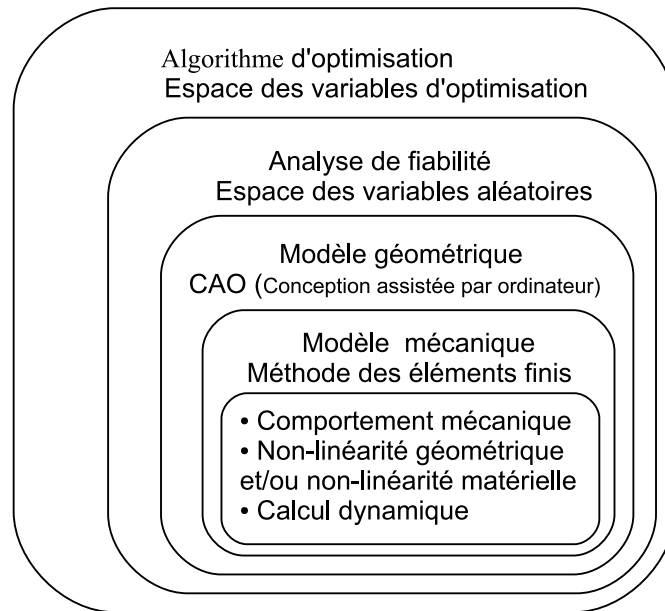 Algorithme d'optimisation
Espace des variables d'optimisation
Analyse de fiabilité
Espace des variables aléatoires
Modèle géométrique
CAO (Conception assistée par ordinateur)
Modèle mécanique
Méthode des éléments finis
• Comportement mécanique
• Non-linéarité géométrique
et/ou non-linéarité matérielle
• Calcul dynamique